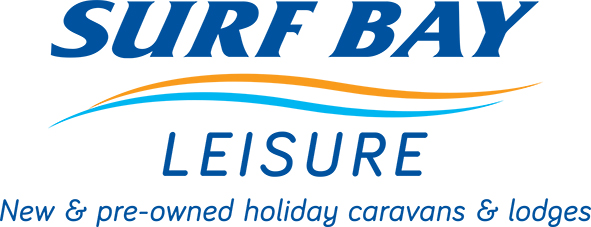 SURF BAY
LEISURE
New & pre-owned holiday caravans & lodges